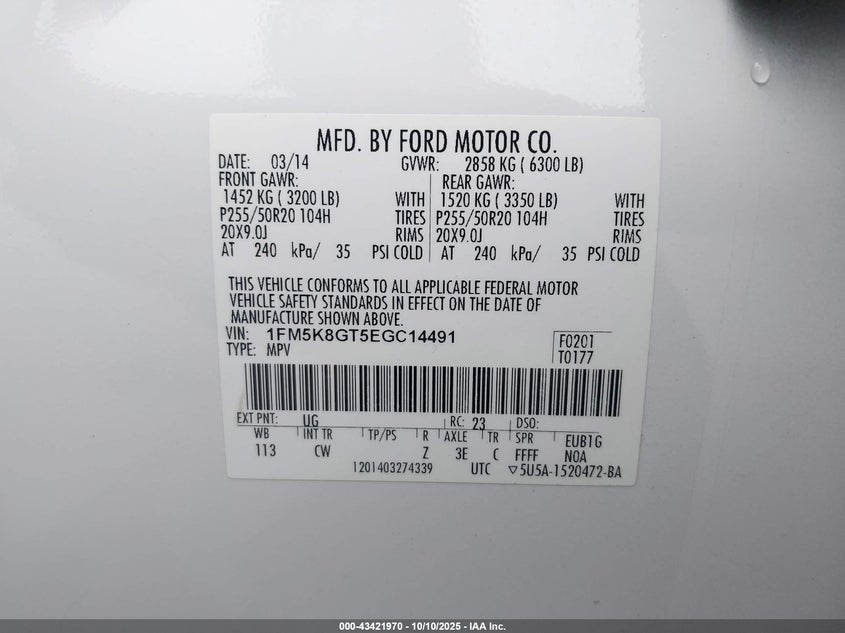 MFD. BY FORD MOTOR CO.
DATE: 03/14 GVWR: 2858 KG ( 6300 LB)
FRONT GAWR: REAR GAWR:
1452 KG ( 3200 LB) WITH 1520 KG ( 3350 LB) WITH
P255/50R20 104H TIRES P255/50R20 104H TIRES
20X9.0J RIMS 20X9.0J RIMS
AT 240 kPa/ 35 PSI COLD AT 240 kPa/ 35 PSI COLD
THIS VEHICLE CONFORMS TO ALL APPLICABLE FEDERAL MOTOR
VEHICLE SAFETY STANDARDS IN EFFECT ON THE DATE OF
MANUFACTURE SHOWN ABOVE.
VIN: 1FM5K8GT5EGC14491 F0201
TYPE: MPV T0177
EXT PNT: UG RC: 23 DSO:
WB INT TR TP/PS R AXLE TR SPR EUB1G
113 CW Z 3E C FFFF NOA
1201403274339 UTC ▽5U5A-1520472-BA
000-43421970 - 10/10/2025 - IAA Inc.